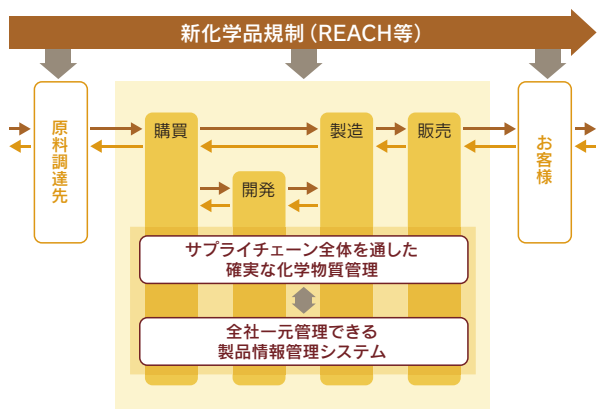 新化学品規制(REACH等)
原料調達先
購買
製造
販売
お客様
開発
サプライチェーン全体を通した
確実な化学物質管理
全社一元管理できる
製品情報管理システム